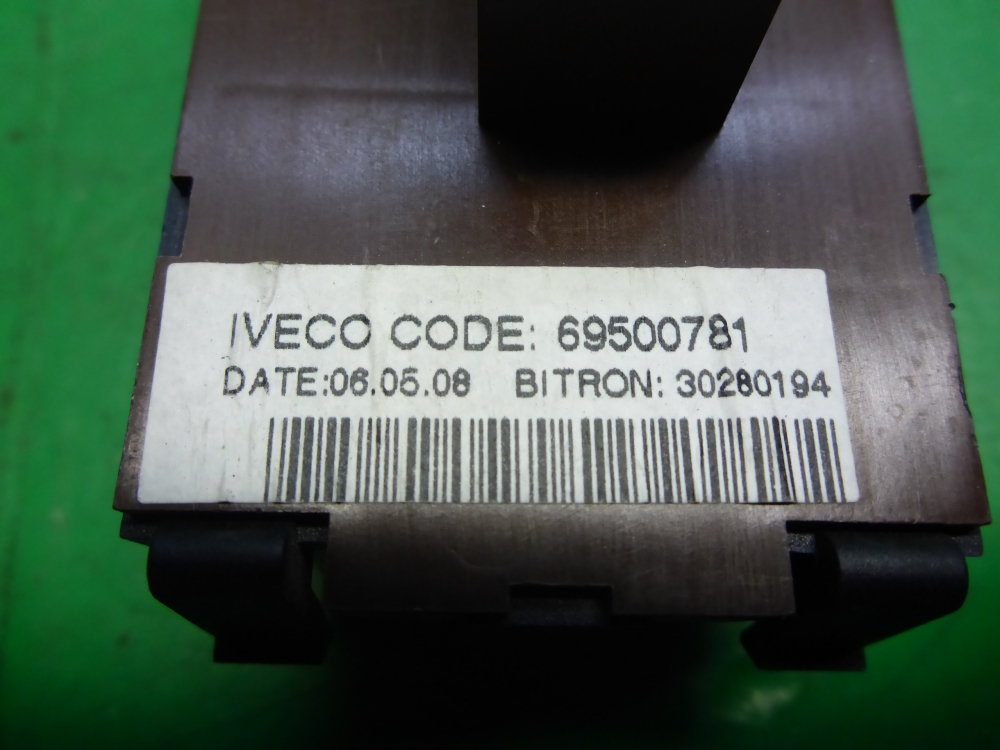 IVECO CODE: 69500781
DATE:06.05.08 BITRON: 30280194